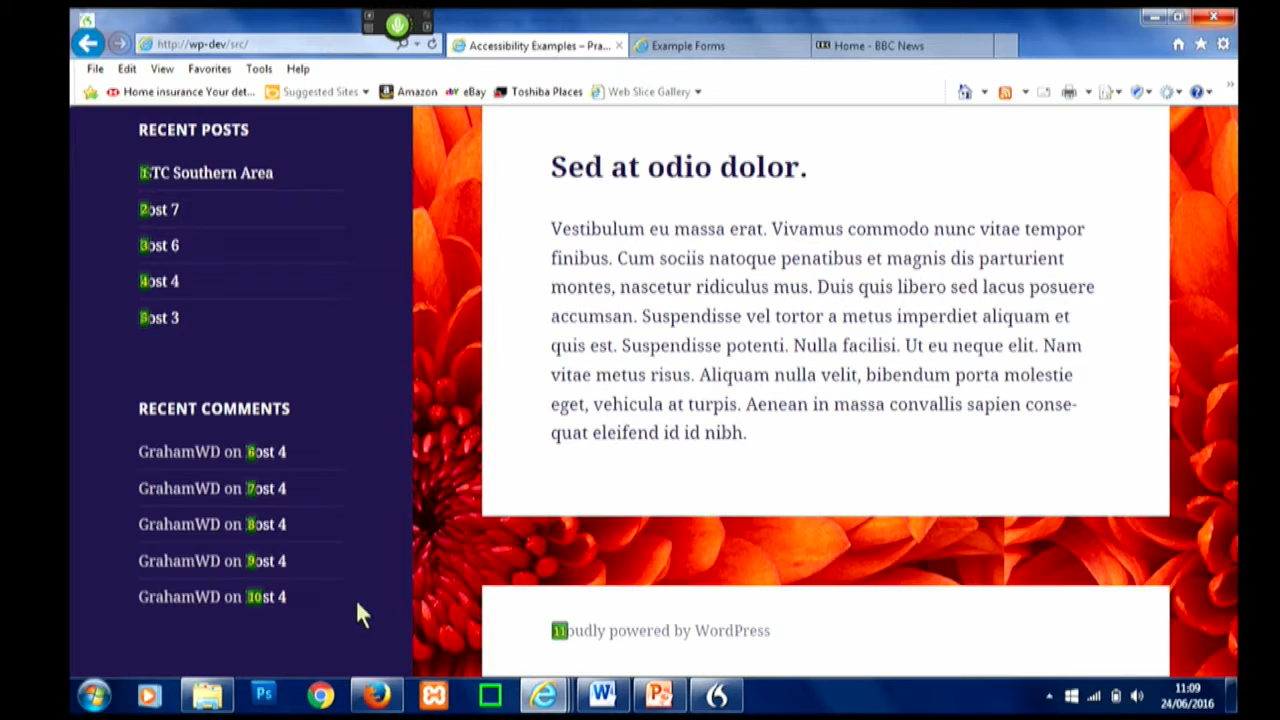 http://wp-dev/src/
Accessibility Examples – Pra...
Example Forms
Home - BBC News
File Edit View Favorites Tools Help
Home insurance Your det... Suggested Sites Amazon eBay Toshiba Places Web Slice Gallery
RECENT POSTS
1TC Southern Area
2ost 7
3ost 6
4ost 4
5ost 3
RECENT COMMENTS
GrahamWD on 6ost 4
GrahamWD on 7ost 4
GrahamWD on 8ost 4
GrahamWD on 9ost 4
GrahamWD on 10st 4
Sed at odio dolor.
Vestibulum eu massa erat. Vivamus commodo nunc vitae tempor
finibus. Cum sociis natoque penatibus et magnis dis parturient
montes, nascetur ridiculus mus. Duis quis libero sed lacus posuere
accumsan. Suspendisse vel tortor a metus imperdiet aliquam et
quis est. Suspendisse potenti. Nulla facilisi. Ut eu neque elit. Nam
vitae metus risus. Aliquam nulla velit, bibendum porta molestie
eget, vehicula at turpis. Aenean in massa convallis sapien conse-
quat eleifend id id nibh.
11oudly powered by WordPress
Ps
W
P
11:09
24/06/2016